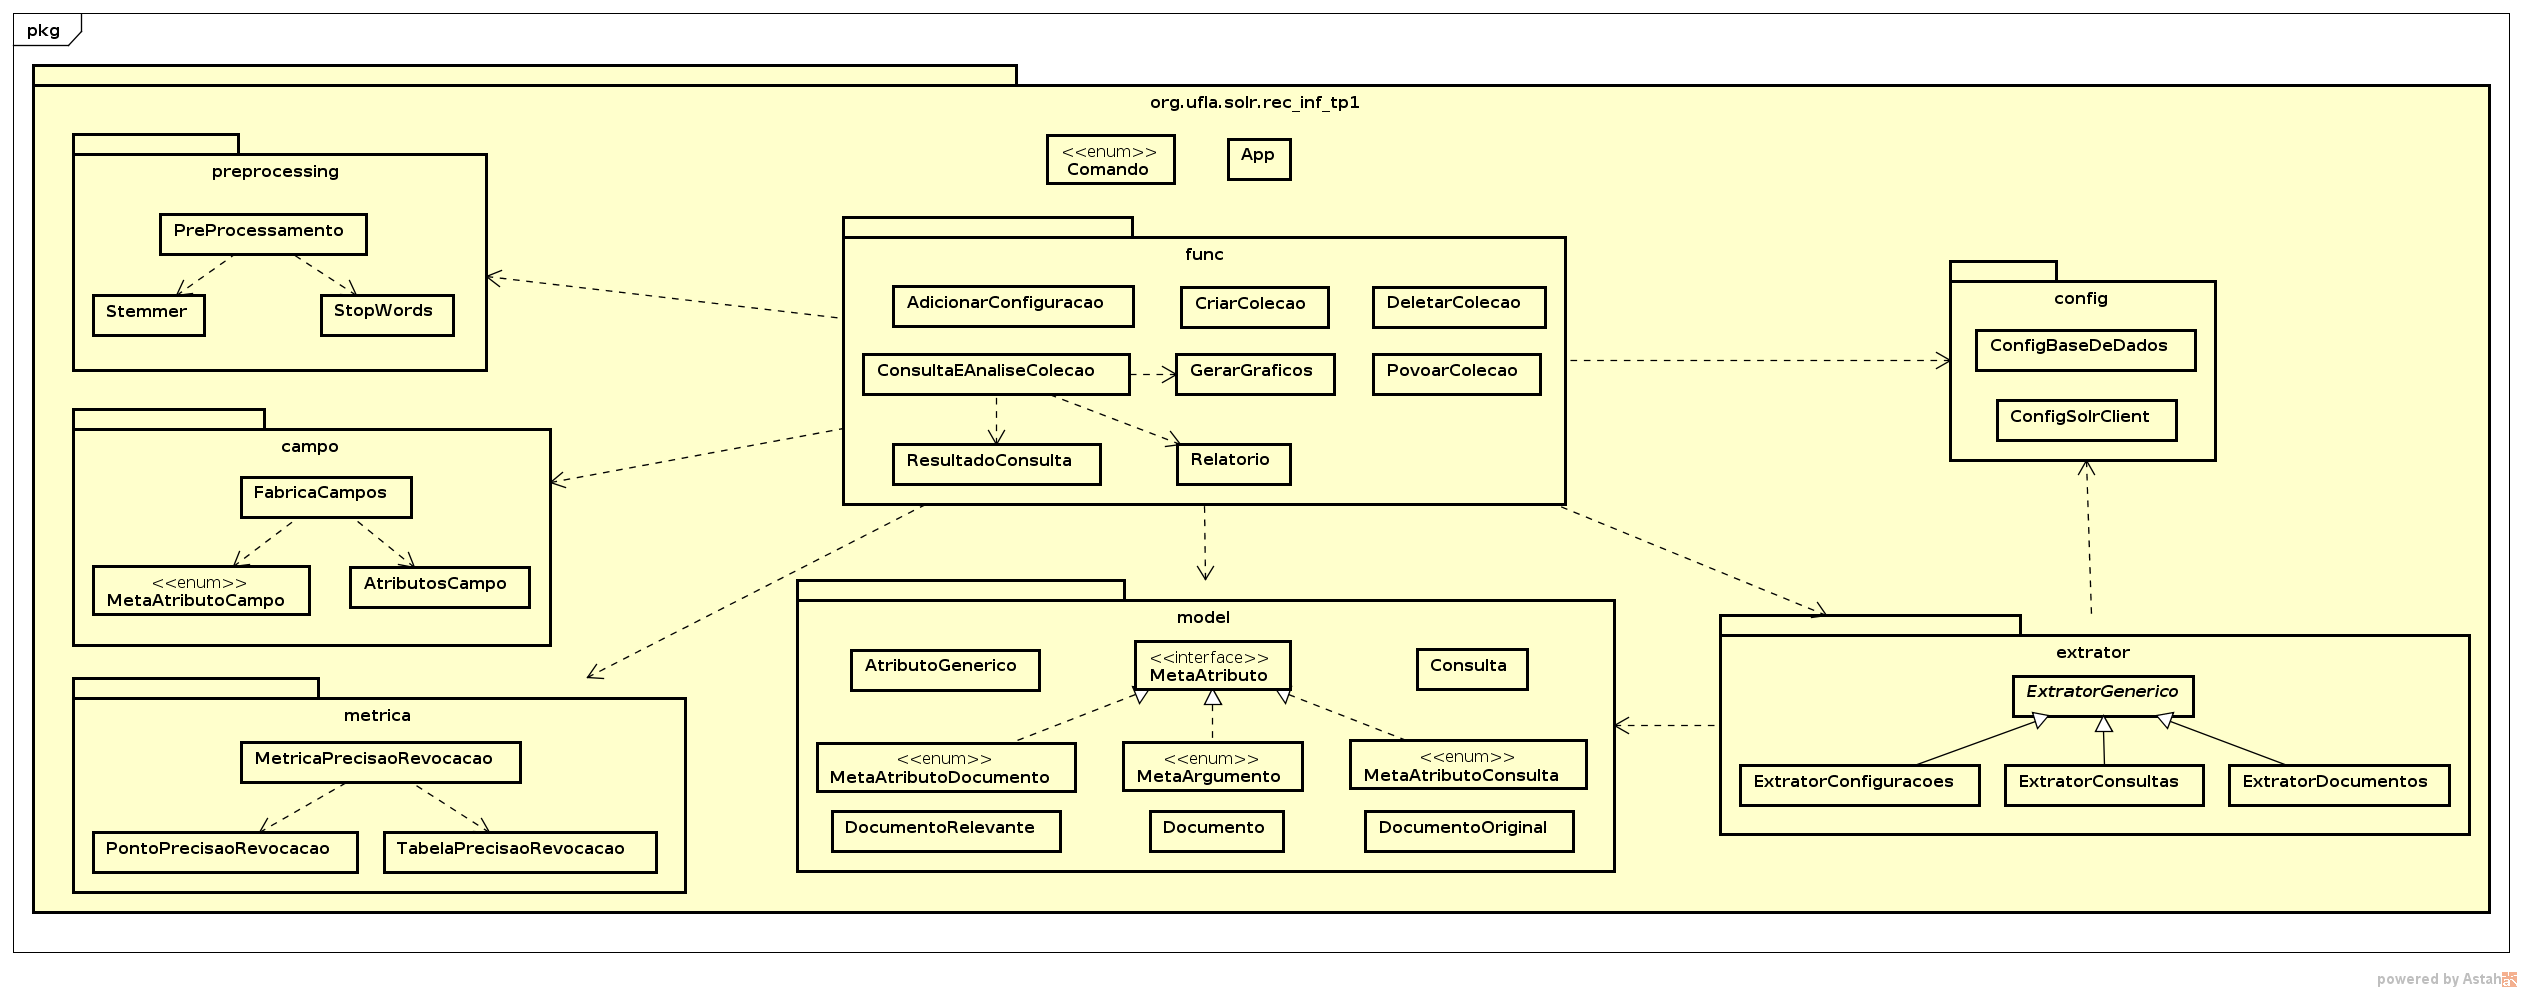 pkg
org.ufla.solr.rec_inf_tp1
<<enum>>
Comando
App
preprocessing
PreProcessamento
Stemmer
StopWords
func
AdicionarConfiguracao
CriarColecao
DeletarColecao
ConsultaEAnaliseColecao
GerarGraficos
PovoarColecao
ResultadoConsulta
Relatorio
config
ConfigBaseDeDados
ConfigSolrClient
campo
FabricaCampos
<<enum>>
MetaAtributoCampo
AtributosCampo
metrica
MetricaPrecisaoRevocacao
PontoPrecisaoRevocacao
TabelaPrecisaoRevocacao
model
AtributoGenerico
<<interface>>
MetaAtributo
Consulta
<<enum>>
MetaAtributoDocumento
<<enum>>
MetaArgumento
<<enum>>
MetaAtributoConsulta
DocumentoRelevante
Documento
DocumentoOriginal
extrator
ExtratorGenerico
ExtratorConfiguracoes
ExtratorConsultas
ExtratorDocumentos
powered by Astah